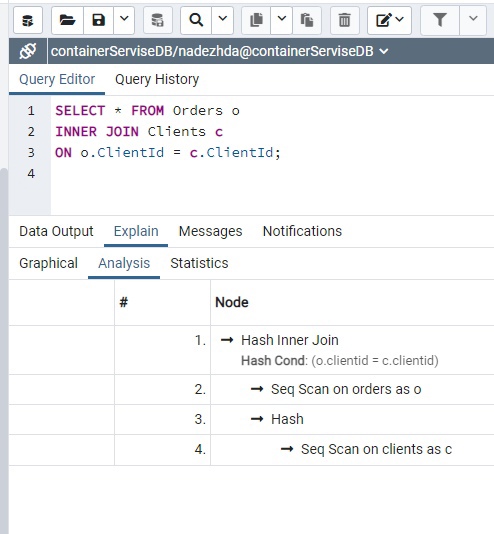 containerServiseDB/nadezhda@containerServiseDB
Query Editor Query History
1 SELECT * FROM Orders o
2 INNER JOIN Clients c
3 ON o.ClientId = c.ClientId;
4
Data Output Explain Messages Notifications
Graphical Analysis Statistics
# Node
1. → Hash Inner Join
Hash Cond: (o.clientid = c.clientid)
2. → Seq Scan on orders as o
3. → Hash
4. → Seq Scan on clients as c